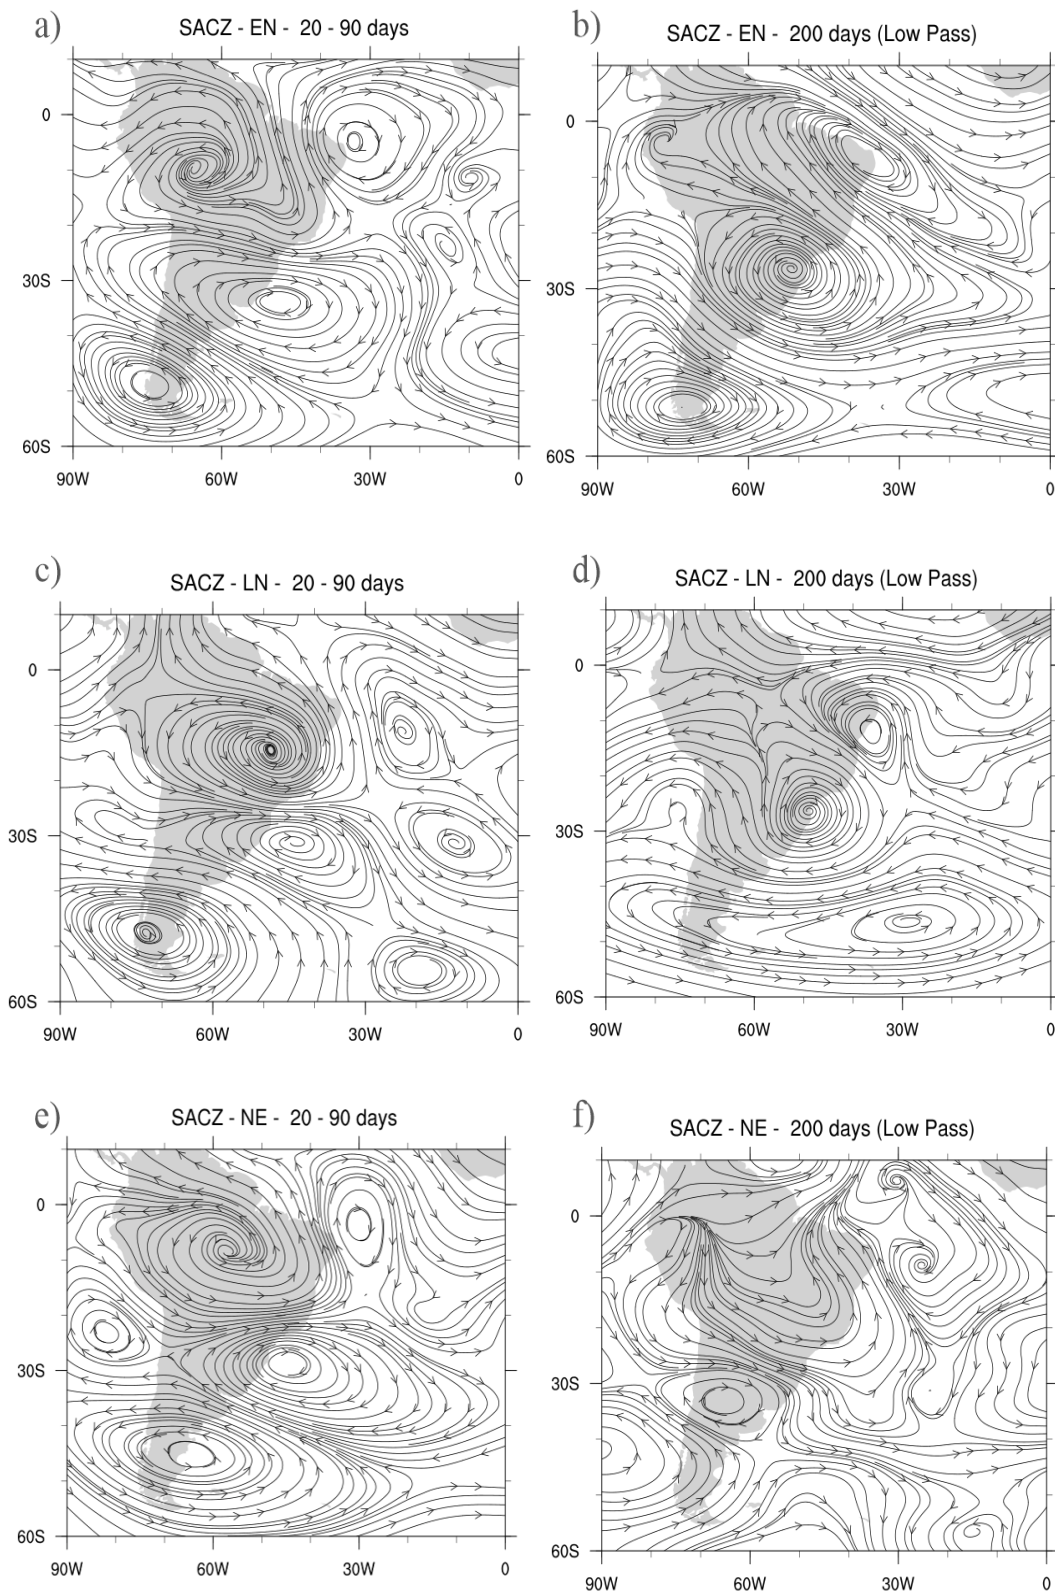 a) SACZ - EN - 20 - 90 days
0
30S
60S
90W 60W 30W 0
b) SACZ - EN - 200 days (Low Pass)
0
30S
60S
90W 60W 30W 0
c) SACZ - LN - 20 - 90 days
0
30S
60S
90W 60W 30W 0
d) SACZ - LN - 200 days (Low Pass)
0
30S
60S
90W 60W 30W 0
e) SACZ - NE - 20 - 90 days
0
30S
60S
90W 60W 30W 0
f) SACZ - NE - 200 days (Low Pass)
0
30S
60S
90W 60W 30W 0